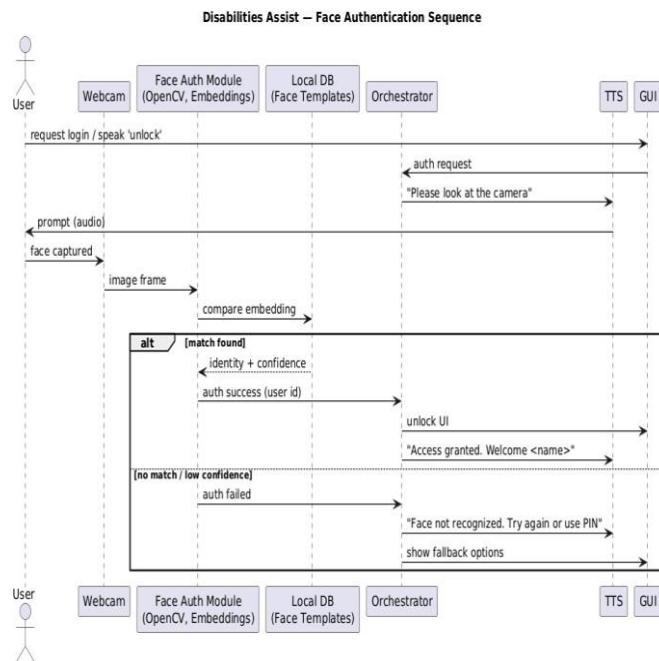 Disabilities Assist — Face Authentication Sequence
User
Webcam
Face Auth Module
(OpenCV, Embeddings)
Local DB
(Face Templates)
Orchestrator
TTS
GUI
request login / speak 'unlock'
auth request
"Please look at the camera"
prompt (audio)
face captured
image frame
compare embedding
alt
[match found]
identity + confidence
auth success (user id)
unlock UI
"Access granted. Welcome <name>"
[no match / low confidence]
auth failed
"Face not recognized. Try again or use PIN"
show fallback options
User
Webcam
Face Auth Module
(OpenCV, Embeddings)
Local DB
(Face Templates)
Orchestrator
TTS
GUI